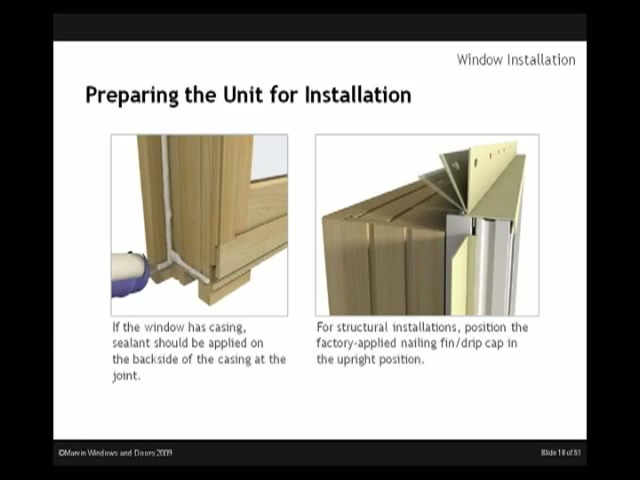 Window Installation
Preparing the Unit for Installation
If the window has casing,
sealant should be applied on
the backside of the casing at the
joint.
For structural installations, position the
factory-applied nailing fin/drip cap in
the upright position.
©Marvin Windows and Doors 2009
Slide 18 of 51